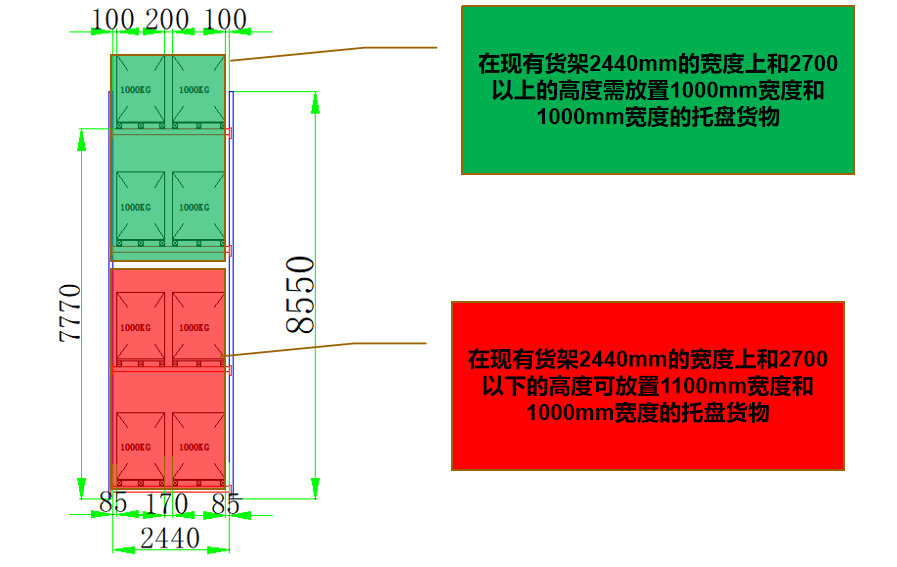 100 200 100
在现有货架2440mm的宽度上和2700
以上的高度需放置1000mm宽度和
1000mm宽度的托盘货物
1000KG 1000KG
1000KG 1000KG
7770
8550
1000KG 1000KG
在现有货架2440mm的宽度上和2700
以下的高度可放置1100mm宽度和
1000mm宽度的托盘货物
1000KG 1000KG
85 170 85
2440